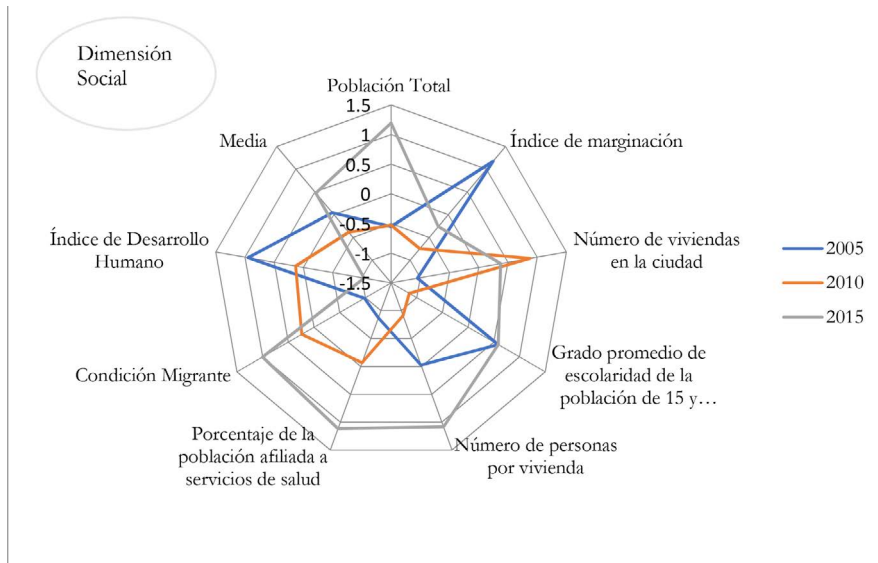 Dimensión
Social
Población Total
1.5
1
0.5
0
-0.5
-1
-1.5
Índice de marginación
Número de viviendas
en la ciudad
Grado promedio de
escolaridad de la
población de 15 y…
Número de personas
por vivienda
Porcentaje de la
población afiliada a
servicios de salud
Condición Migrante
Índice de Desarrollo
Humano
Media
2005
2010
2015